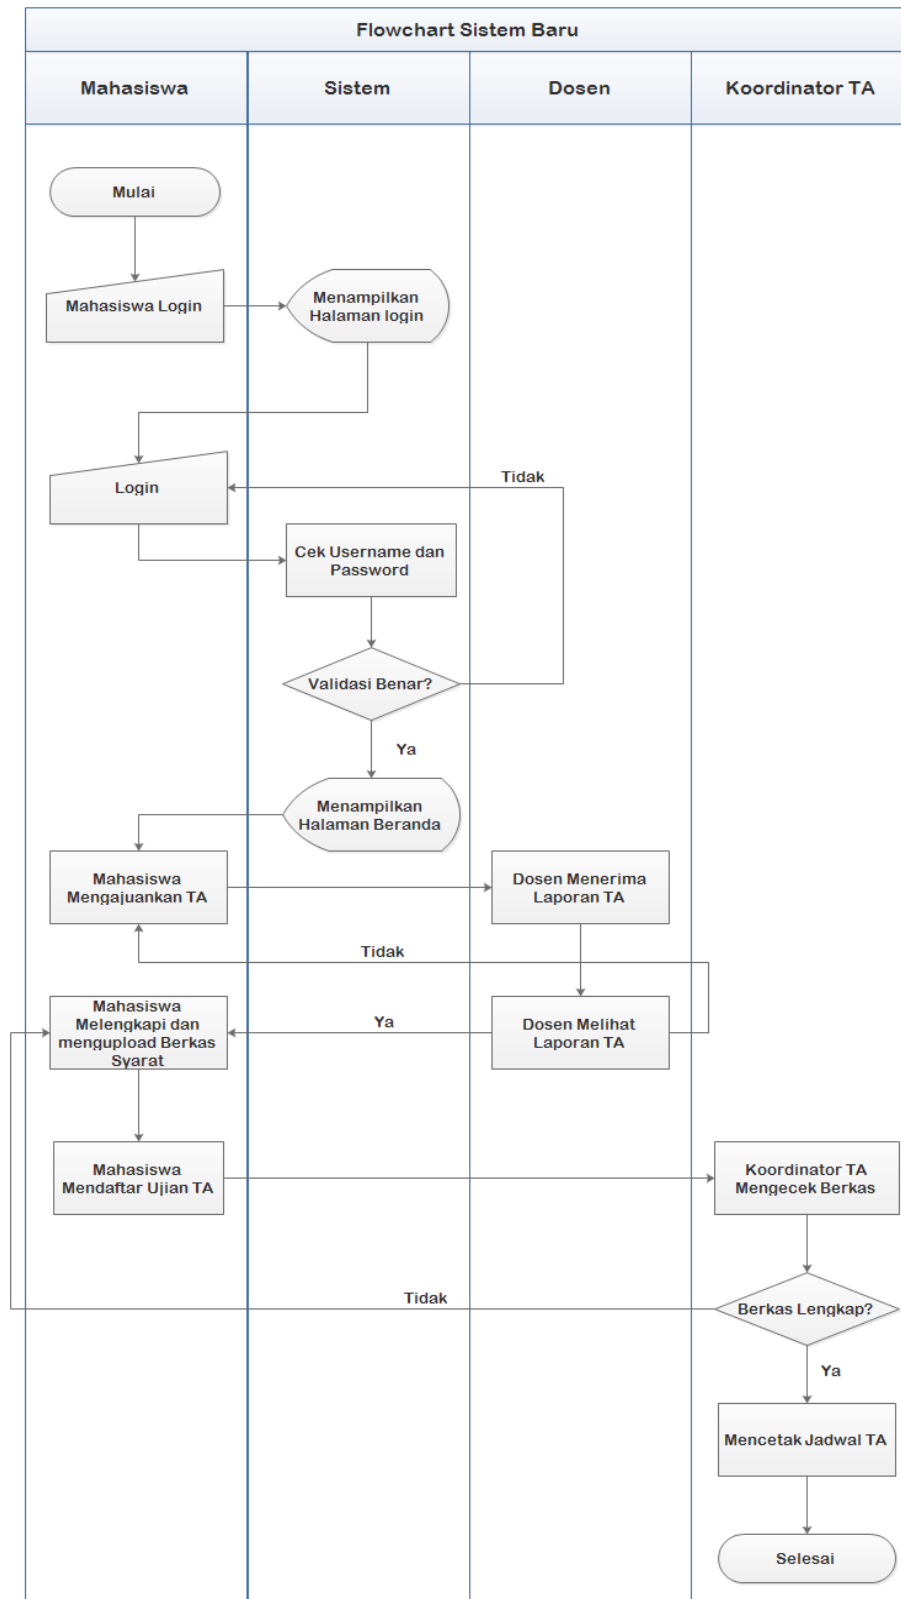 Flowchart Sistem Baru
Mahasiswa
Sistem
Dosen
Koordinator TA
Mulai
Mahasiswa Login
Menampilkan
Halaman login
Login
Tidak
Cek Username dan
Password
Validasi Benar?
Ya
Menampilkan
Halaman Beranda
Mahasiswa
Mengajuankan TA
Dosen Menerima
Laporan TA
Tidak
Mahasiswa
Melengkapi dan
mengupload Berkas
Syarat
Ya
Dosen Melihat
Laporan TA
Mahasiswa
Mendaftar Ujian TA
Koordinator TA
Mengecek Berkas
Tidak
Berkas Lengkap?
Ya
Mencetak Jadwal TA
Selesai